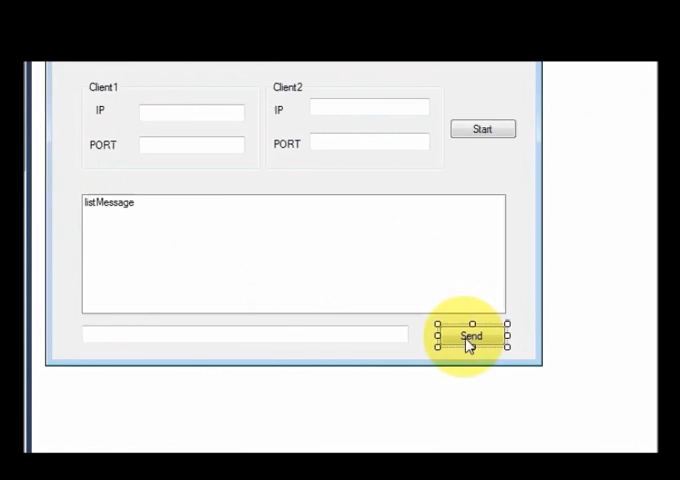 Client1
Client2
IP
IP
Start
PORT
PORT
listMessage
Send